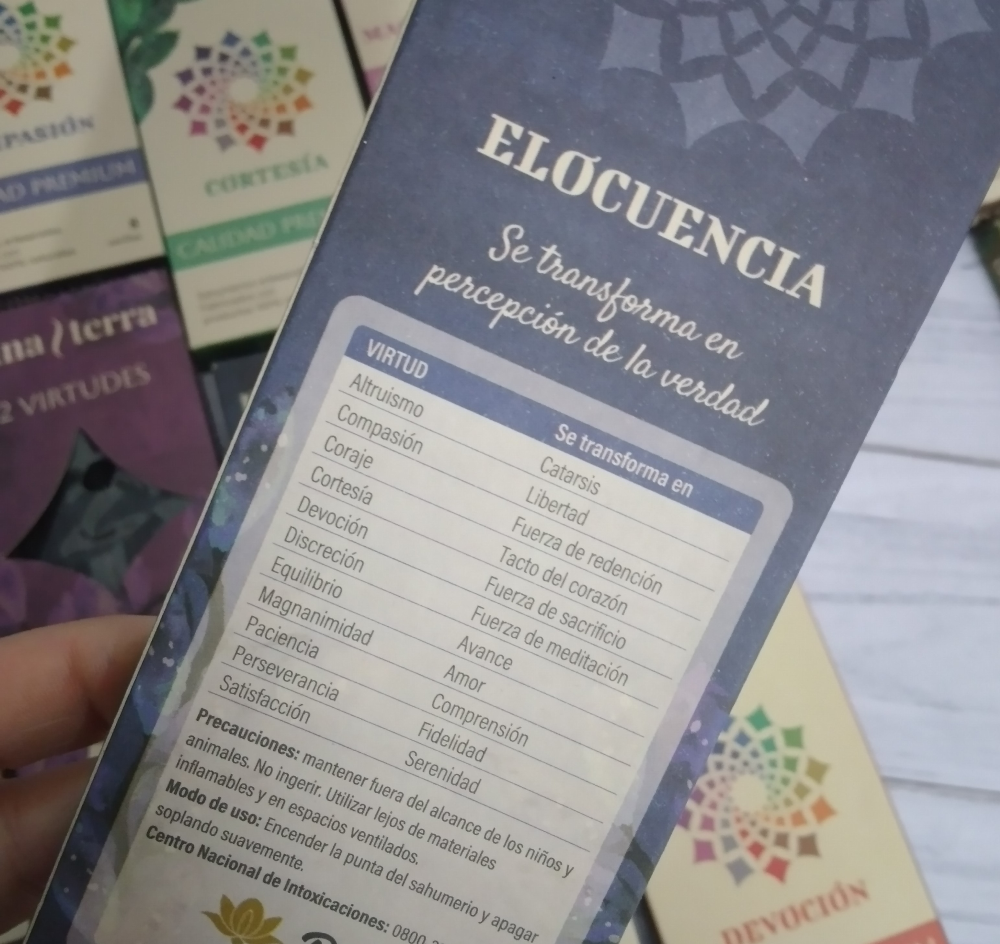 CORTESÍA
CALIDAD
VIRTUDES
ELOCUENCIA
Se transforma en
percepción de la verdad
VIRTUD Se transforma en
Altruismo Catarsis
Compasión Libertad
Coraje Fuerza de redención
Cortesía Tacto del corazón
Devoción Fuerza de sacrificio
Discreción Fuerza de meditación
Equilibrio Avance
Magnanimidad Amor
Paciencia Comprensión
Perseverancia Fidelidad
Satisfacción Serenidad
Precauciones: mantener fuera del alcance de los niños y
animales. No ingerir. Utilizar lejos de materiales
inflamables y en espacios ventilados.
Modo de uso: Encender la punta del sahumerio y apagar
soplando suavemente.
Centro Nacional de Intoxicaciones: 0800
DEVOCIÓN